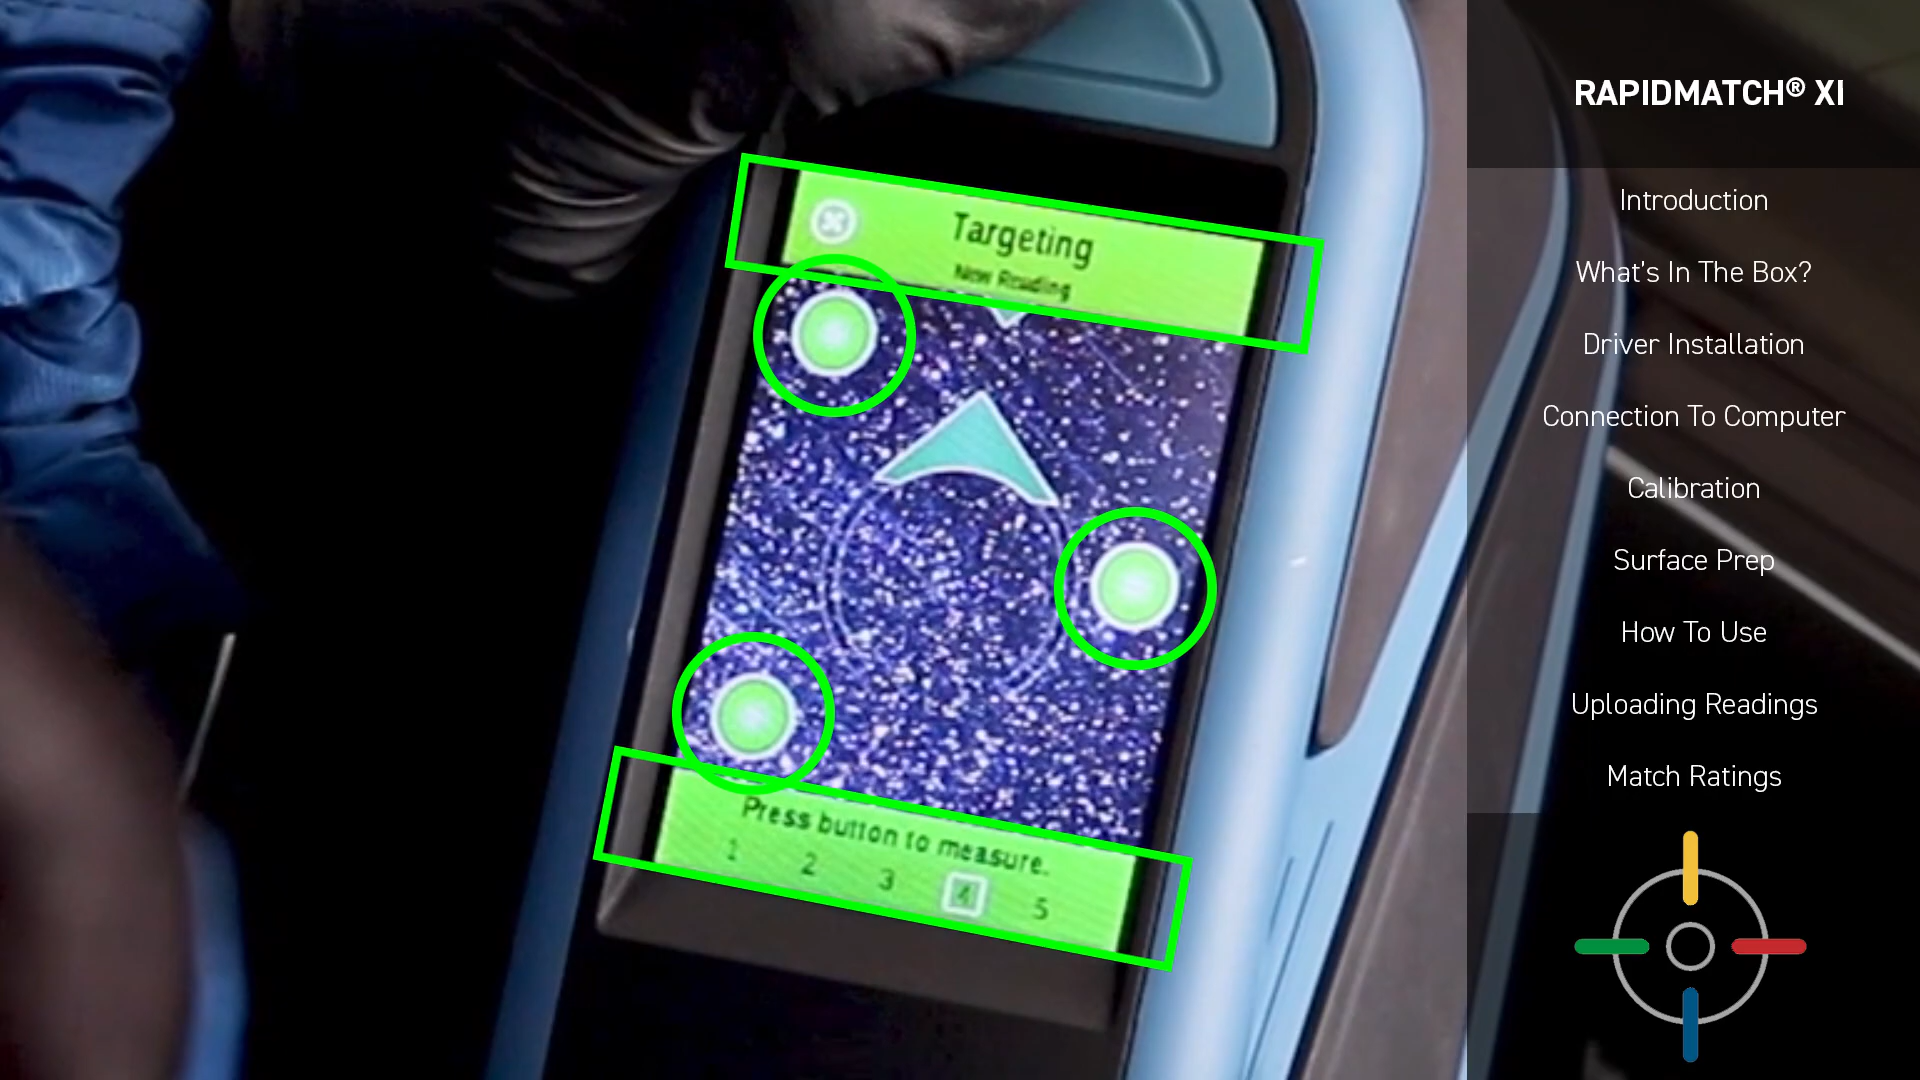 Targeting
New Reading
Press button to measure.
1 2 3 4 5
RAPIDMATCH® XI
Introduction
What's In The Box?
Driver Installation
Connection To Computer
Calibration
Surface Prep
How To Use
Uploading Readings
Match Ratings